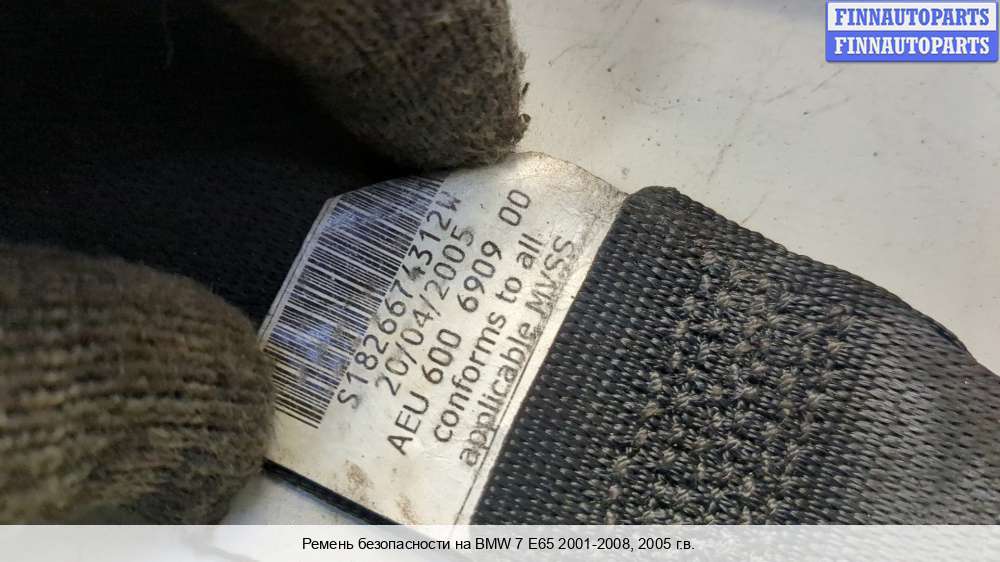 FINNAUTOPARTS
FINNAUTOPARTS
S1826674312W
20/04/2005
AEU 600 6909 00
conforms to all
applicable MVSS
Ремень безопасности на BMW 7 E65 2001-2008, 2005 г.в.